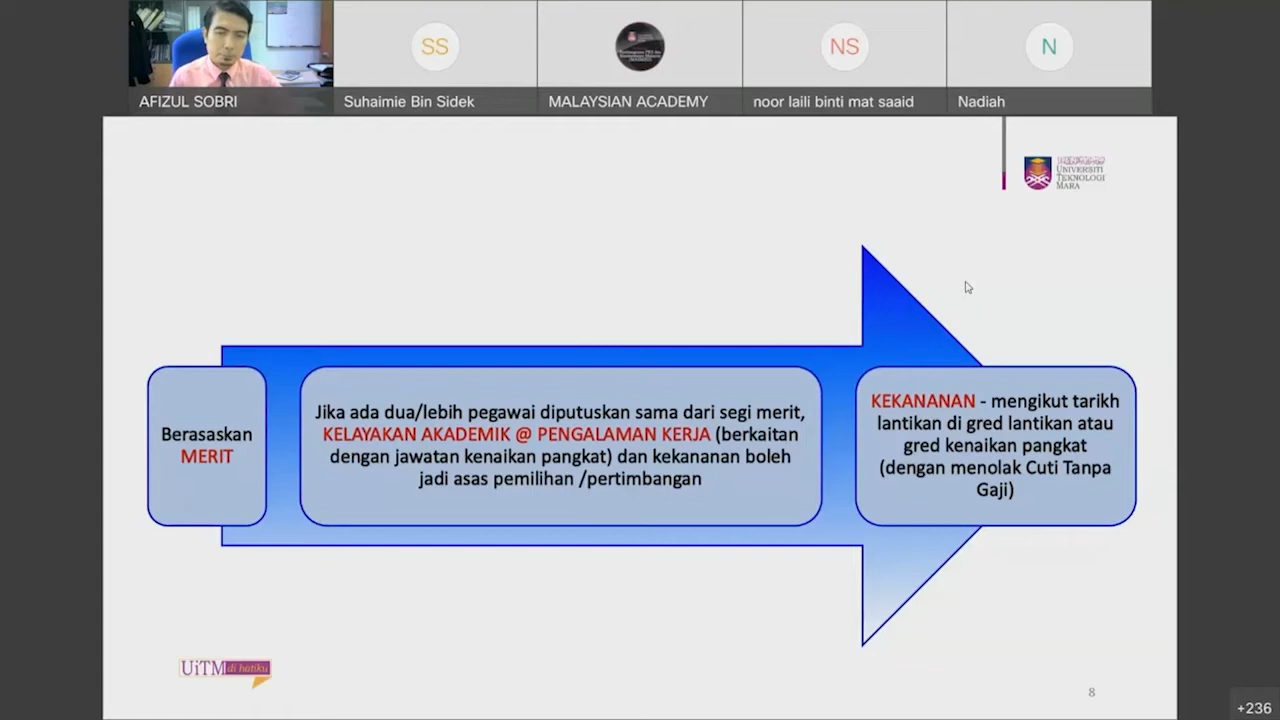 SS
NS
N
AFIZUL SOBRI
Suhaimie Bin Sidek
MALAYSIAN ACADEMY
noor laili binti mat saaid
Nadiah
UNIVERSITI
TEKNOLOGI
MARA
Berasaskan
MERIT
Jika ada dua/lebih pegawai diputuskan sama dari segi merit,
KELAYAKAN AKADEMIK @ PENGALAMAN KERJA (berkaitan
dengan jawatan kenaikan pangkat) dan kekananan boleh
jadi asas pemilihan /pertimbangan
KEKANANAN - mengikut tarikh
lantikan di gred lantikan atau
gred kenaikan pangkat
(dengan menolak Cuti Tanpa
Gaji)
UiTM di hatiku
8
+236